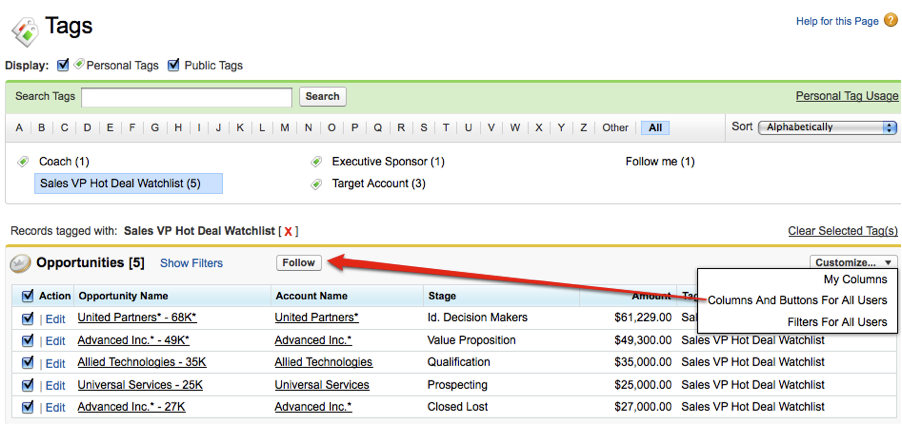 Tags
Help for this Page ?
Display: Personal Tags Public Tags
Search Tags Search Personal Tag Usage
A B C D E F G H I J K L M N O P Q R S T U V W X Y Z Other All Sort Alphabetically
Coach (1) Executive Sponsor (1) Follow me (1)
Sales VP Hot Deal Watchlist (5) Target Account (3)
Records tagged with: Sales VP Hot Deal Watchlist [ X ] Clear Selected Tag(s)
Opportunities [5] Show Filters Follow Customize...
My Columns
Columns And Buttons For All Users
Filters For All Users
Action Opportunity Name Account Name Stage Amount
| Edit United Partners* - 68K* United Partners* Id. Decision Makers $61,229.00
| Edit Advanced Inc.* - 49K* Advanced Inc.* Value Proposition $49,300.00 Sales VP Hot Deal Watchlist
| Edit Allied Technologies - 35K Allied Technologies Qualification $35,000.00 Sales VP Hot Deal Watchlist
| Edit Universal Services - 25K Universal Services Prospecting $25,000.00 Sales VP Hot Deal Watchlist
| Edit Advanced Inc.* - 27K Advanced Inc.* Closed Lost $27,000.00 Sales VP Hot Deal Watchlist